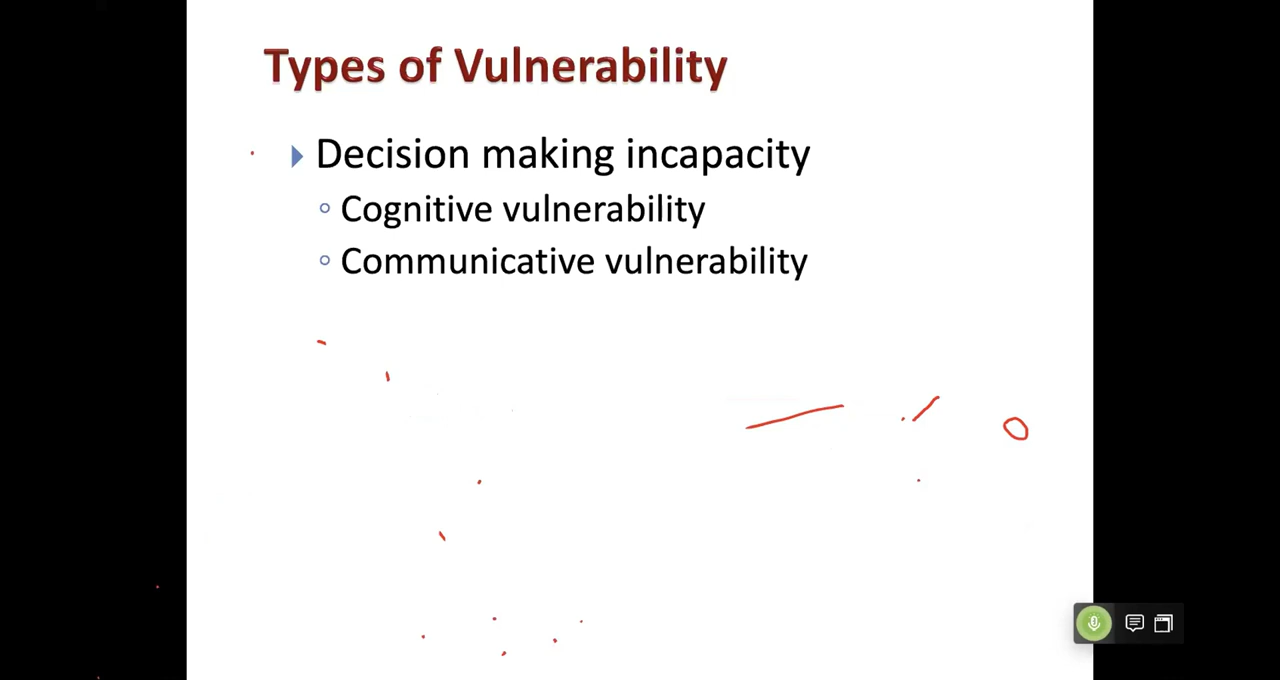 Types of Vulnerability
Decision making incapacity
Cognitive vulnerability
Communicative vulnerability